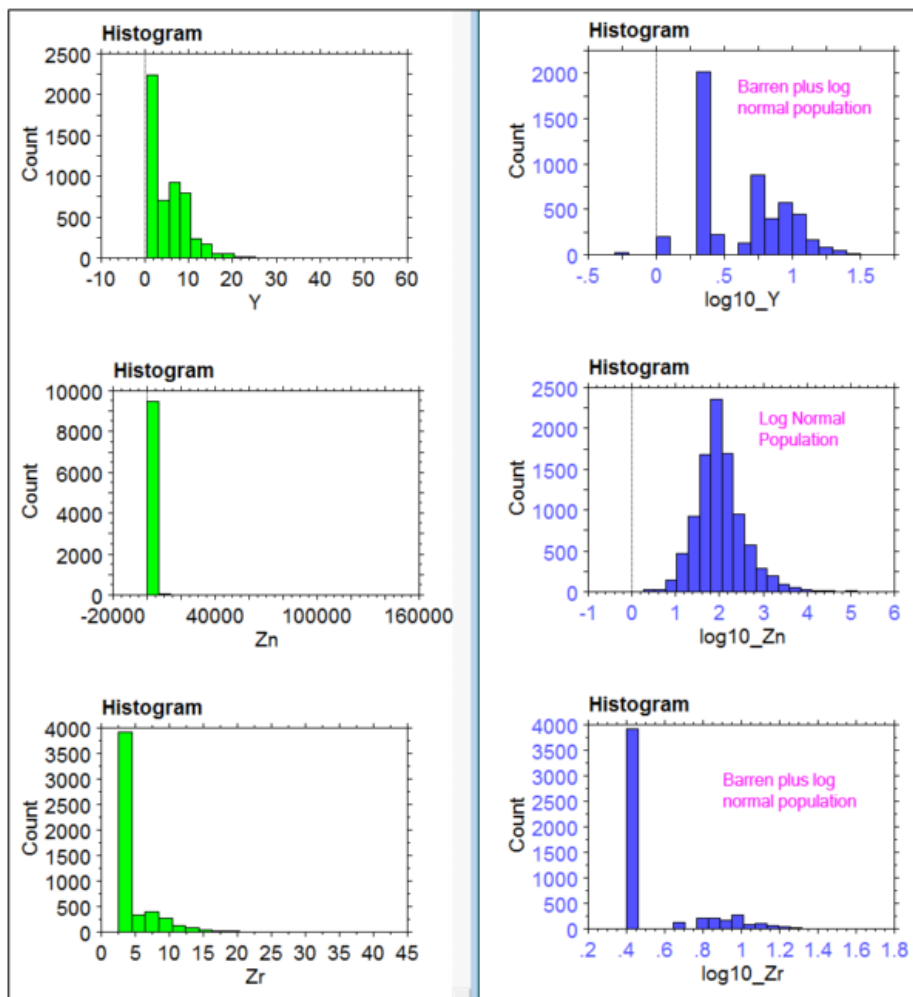 Histogram
2500
2000
1500
1000
500
0
Count
-10 0 10 20 30 40 50 60
Y
Histogram
2000
1500
1000
500
0
Count
Barren plus log
normal population
-.5 0 .5 1 1.5
log10_Y
Histogram
10000
8000
6000
4000
2000
0
Count
-20000 40000 100000 160000
Zn
Histogram
2500
2000
1500
1000
500
0
Count
Log Normal
Population
-1 0 1 2 3 4 5 6
log10_Zn
Histogram
4000
3500
3000
2500
2000
1500
1000
500
0
Count
0 5 10 15 20 25 30 35 40 45
Zr
Histogram
4000
3500
3000
2500
2000
1500
1000
500
0
Count
Barren plus log
normal population
.2 .4 .6 .8 1 1.2 1.4 1.6 1.8
log10_Zr